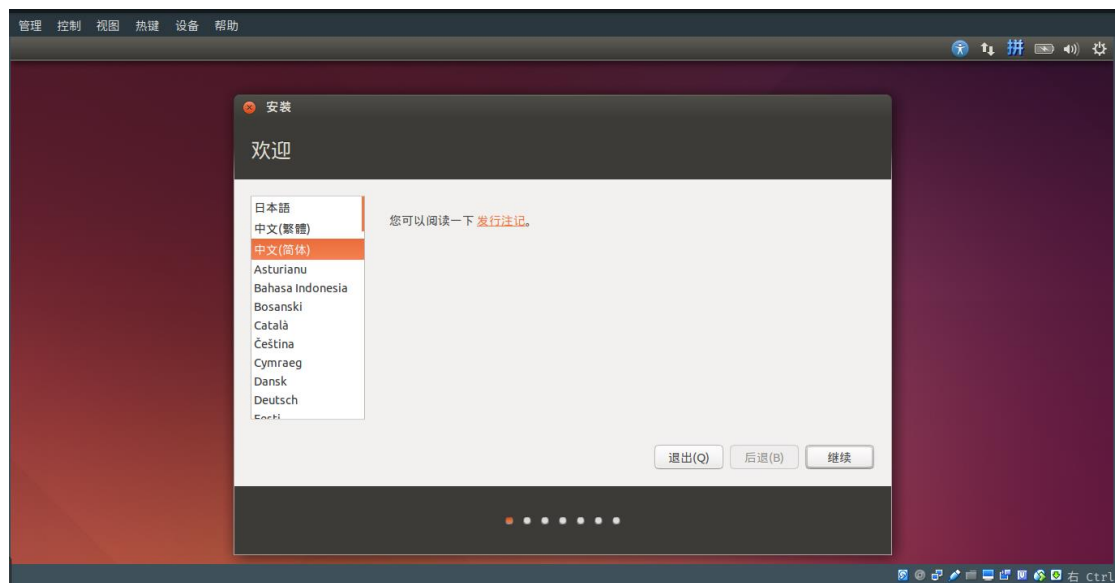 管理 控制 视图 热键 设备 帮助
拼
安装
欢迎
日本語
中文(繁體)
中文(简体)
Asturianu
Bahasa Indonesia
Bosanski
Català
Čeština
Cymraeg
Dansk
Deutsch
Eesti
您可以阅读一下 发行注记。
退出(Q) 后退(B) 继续
右 Ctrl